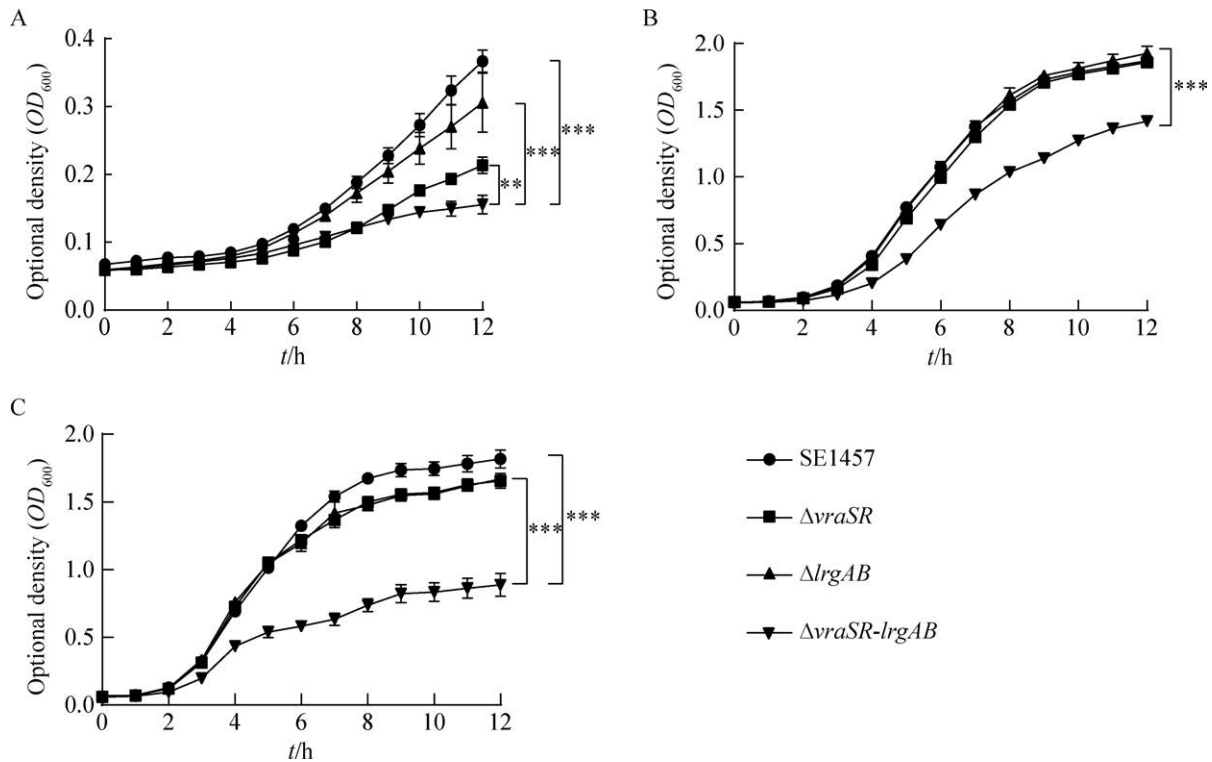 A
Optional density (OD600)
0.4
0.3
0.2
0.1
0.0
0 2 4 6 8 10 12
t/h
**
***
***
B
Optional density (OD600)
2.0
1.5
1.0
0.5
0.0
0 2 4 6 8 10 12
t/h
***
C
Optional density (OD600)
2.0
1.5
1.0
0.5
0.0
0 2 4 6 8 10 12
t/h
***
***
SE1457
ΔvraSR
ΔlrgAB
ΔvraSR-lrgAB